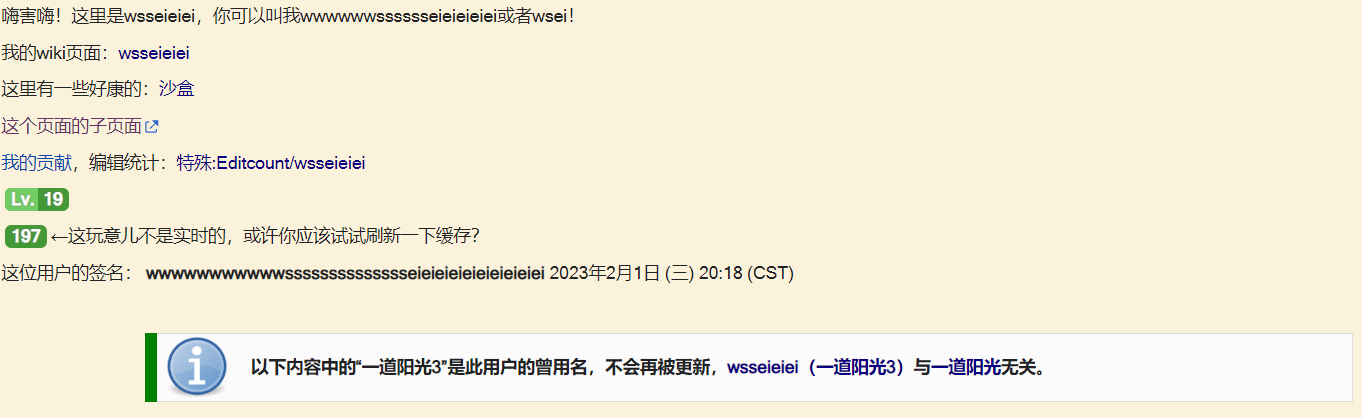 嗨害嗨！这里是wsseieiei，你可以叫我wwwwwwsssssseieieieiei或者wsei！
我的wiki页面：wsseieiei
这里有一些好康的：沙盒
这个页面的子页面
我的贡献，编辑统计：特殊:Editcount/wsseieiei
Lv. 19
197 ←这玩意儿不是实时的，或许你应该试试刷新一下缓存？
这位用户的签名： wwwwwwwwwwwssssssssssssssseieieieieieieieieiei 2023年2月1日 (三) 20:18 (CST)
以下内容中的“一道阳光3”是此用户的曾用名，不会再被更新，wsseieiei（一道阳光3）与一道阳光无关。